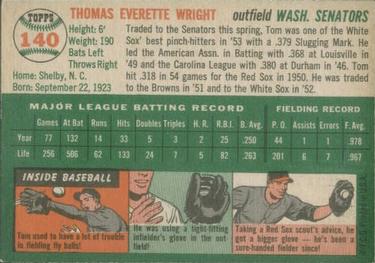 TOPPS
140
THOMAS EVERETTE WRIGHT outfield WASH. SENATORS
Height: 6'
Weight: 190
Bats Left
Throws Right
Home: Shelby, N. C.
Born: September 22, 1923
Traded to the Senators this Spring, Tom was one of the White
Sox' best pinch-hitters in '53 with a .379 Slugging Mark. He
led the American Assn. in Batting with .368 at Louisville in
'49 and the Carolina League with .380 at Durham in '46. Tom
hit .318 in 54 games for the Red Sox in 1950. He was traded
to the Browns in '51 and to the White Sox in '52.
MAJOR LEAGUE BATTING RECORD FIELDING RECORD
Games At Bat Runs Hits Doubles Triples H. R. R.B.I. B. Avg. P. O. Assists Errors F. Avg.
Year 77 132 14 33 5 3 2 25 .250 44 1 1 .978
Life 256 506 62 133 .263 201 6 7 .967
INSIDE BASEBALL
Tom used to have a lot of trouble
in fielding fly balls!
He was using a tight-fitting
infielder's glove in the out-
field!
Taking a Red Sox scout's advice, he
got a bigger glove — he's been a
sure-handed fielder since!